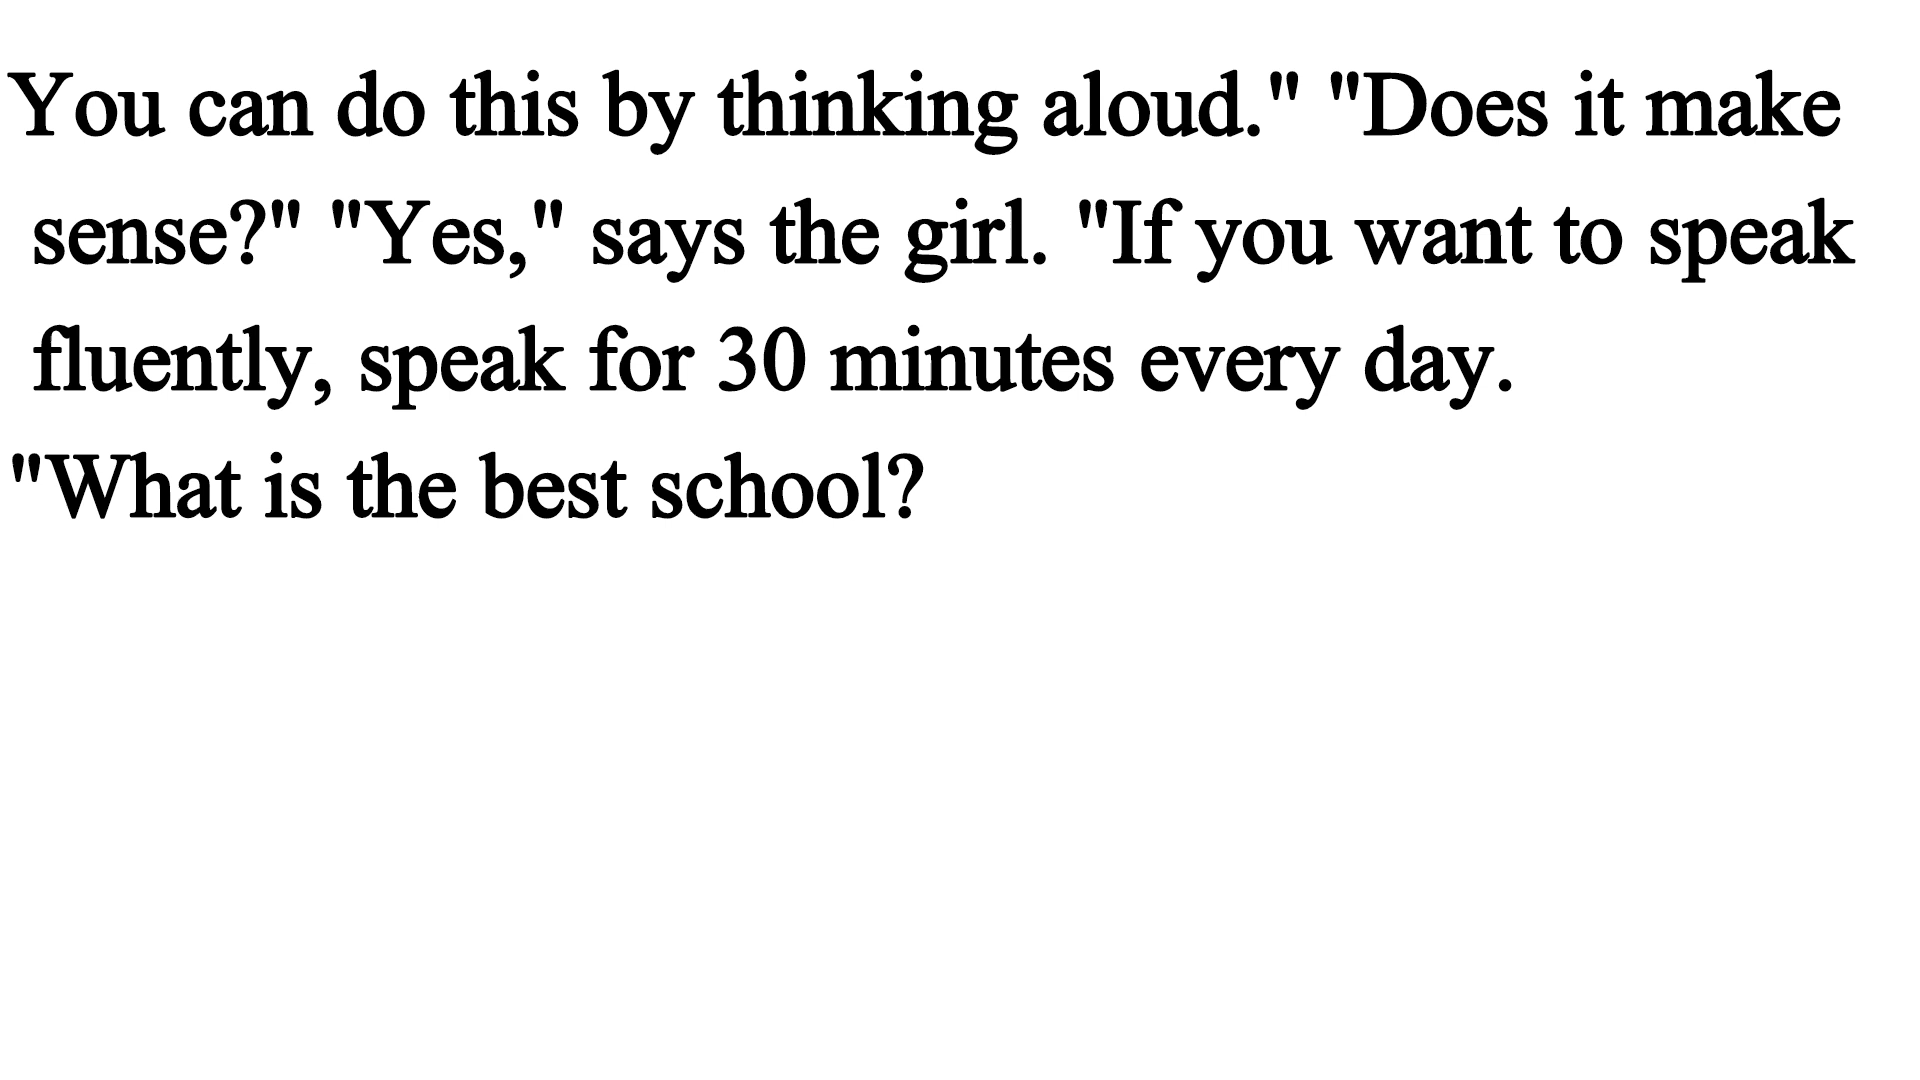 You can do this by thinking aloud." "Does it make
sense?" "Yes," says the girl. "If you want to speak
fluently, speak for 30 minutes every day.
"What is the best school?